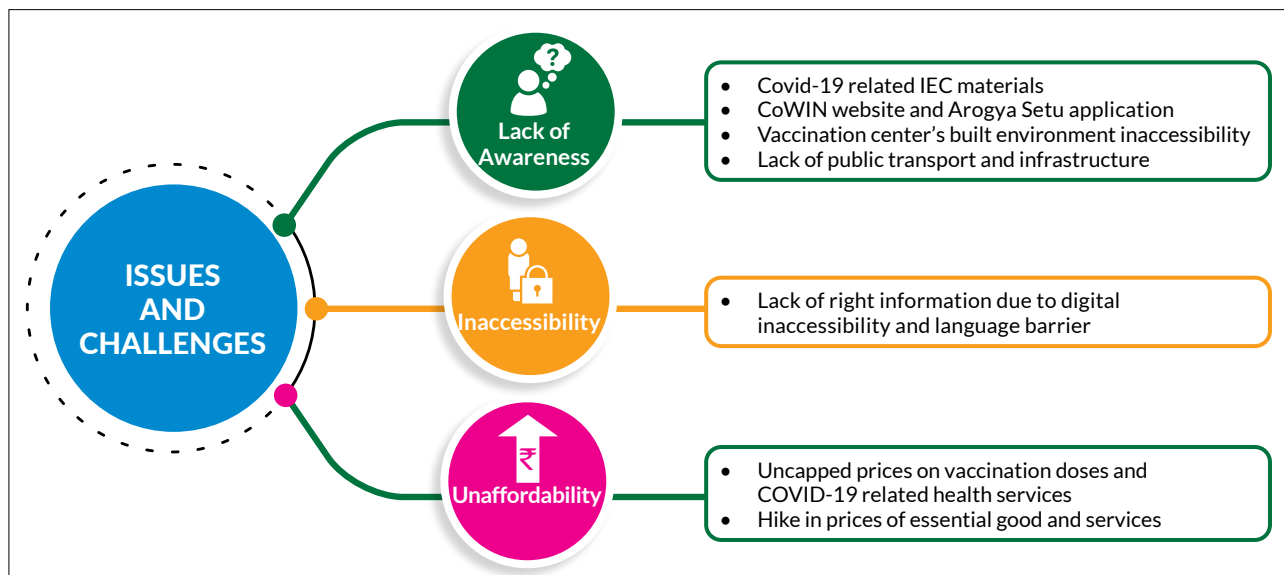 ISSUES
AND
CHALLENGES
?
Lack of
Awareness
• Covid-19 related IEC materials
• CoWIN website and Arogya Setu application
• Vaccination center’s built environment inaccessibility
• Lack of public transport and infrastructure
Inaccessibility
• Lack of right information due to digital
inaccessibility and language barrier
₹
Unaffordability
• Uncapped prices on vaccination doses and
COVID-19 related health services
• Hike in prices of essential good and services